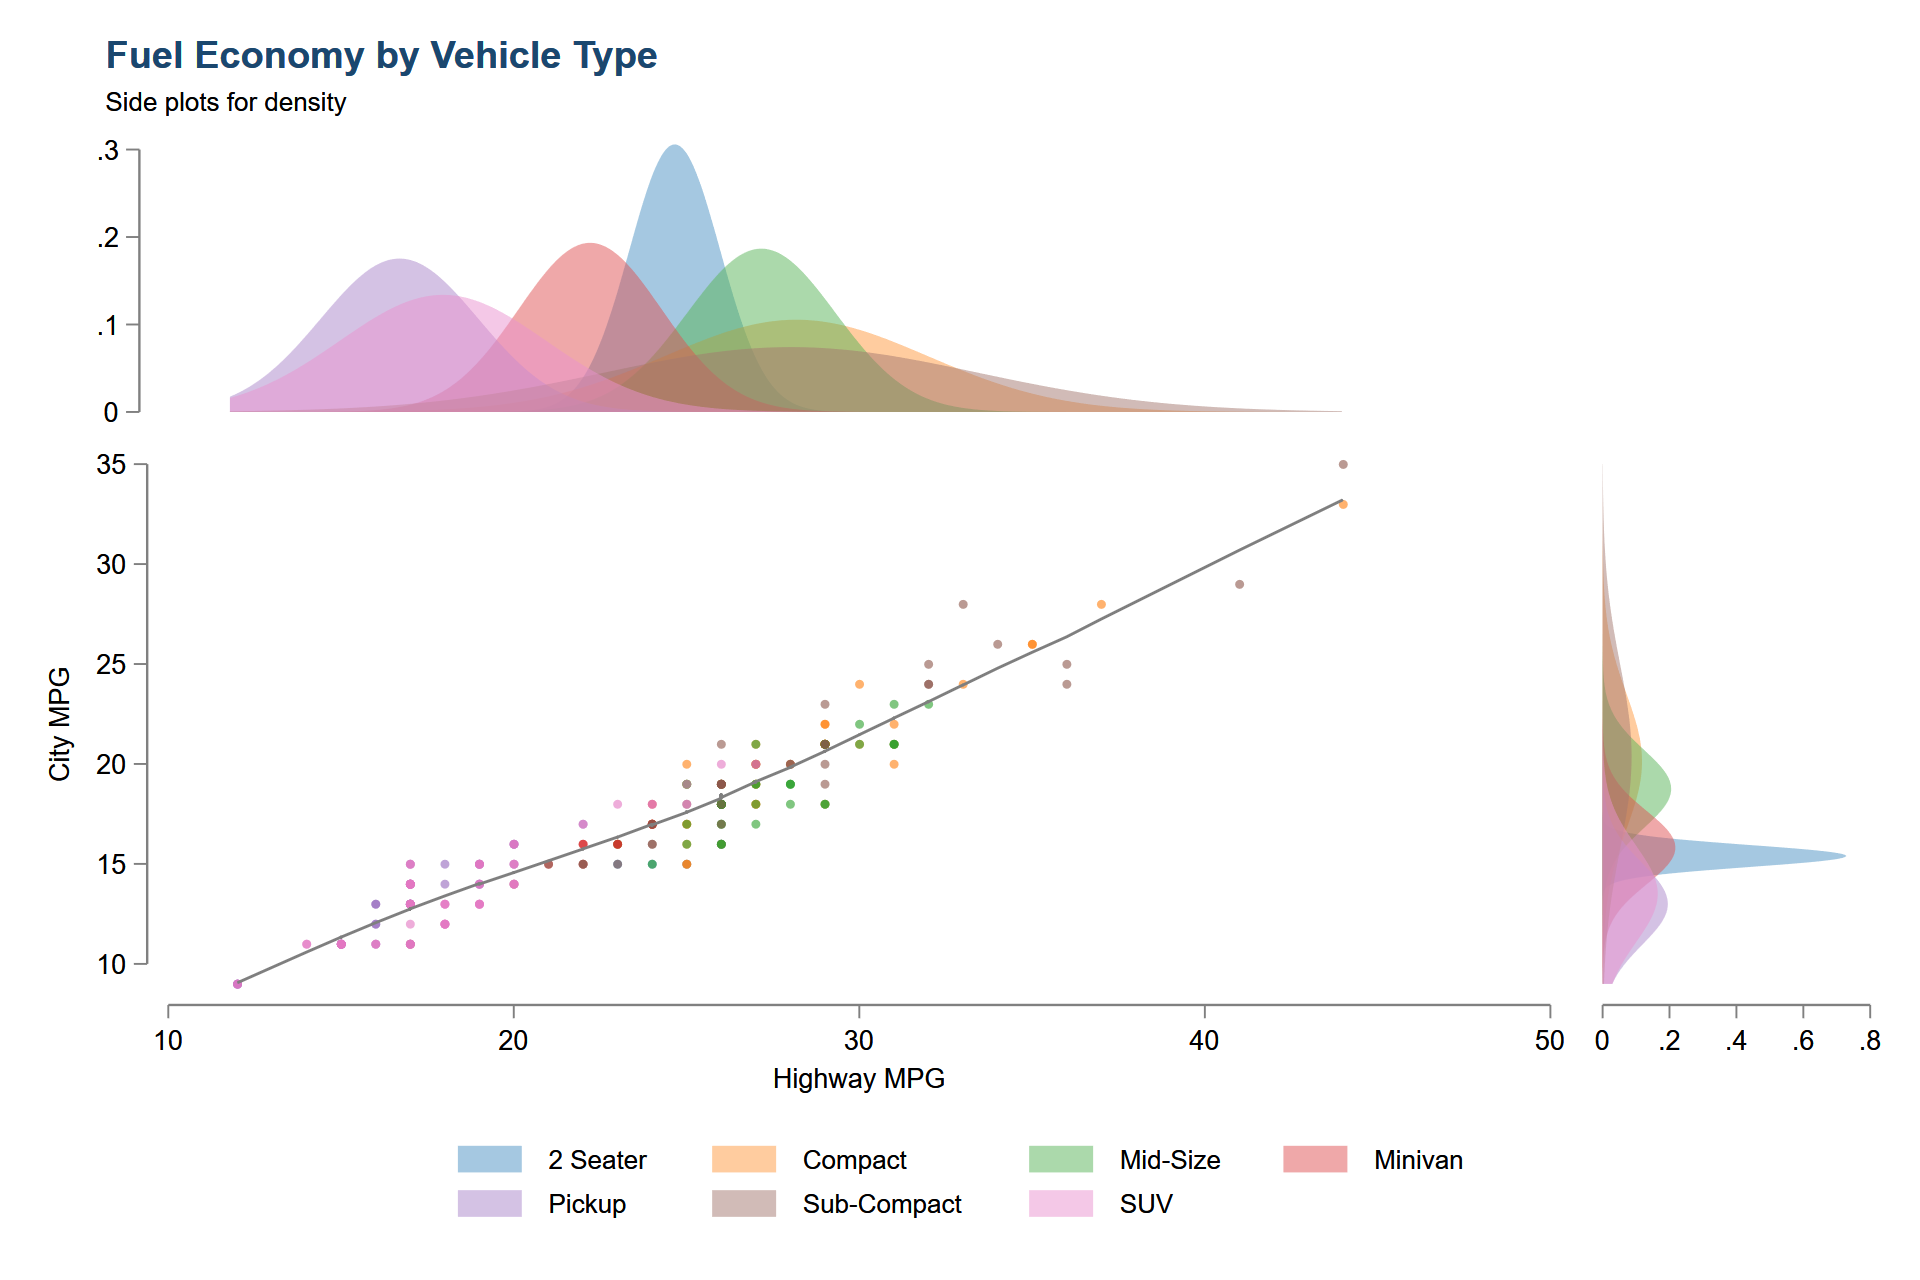 Fuel Economy by Vehicle Type
Side plots for density
.3
.2
.1
0
35
30
25
20
15
10
City MPG
10 20 30 40 50
Highway MPG
0 .2 .4 .6 .8
2 Seater Compact Mid-Size Minivan
Pickup Sub-Compact SUV